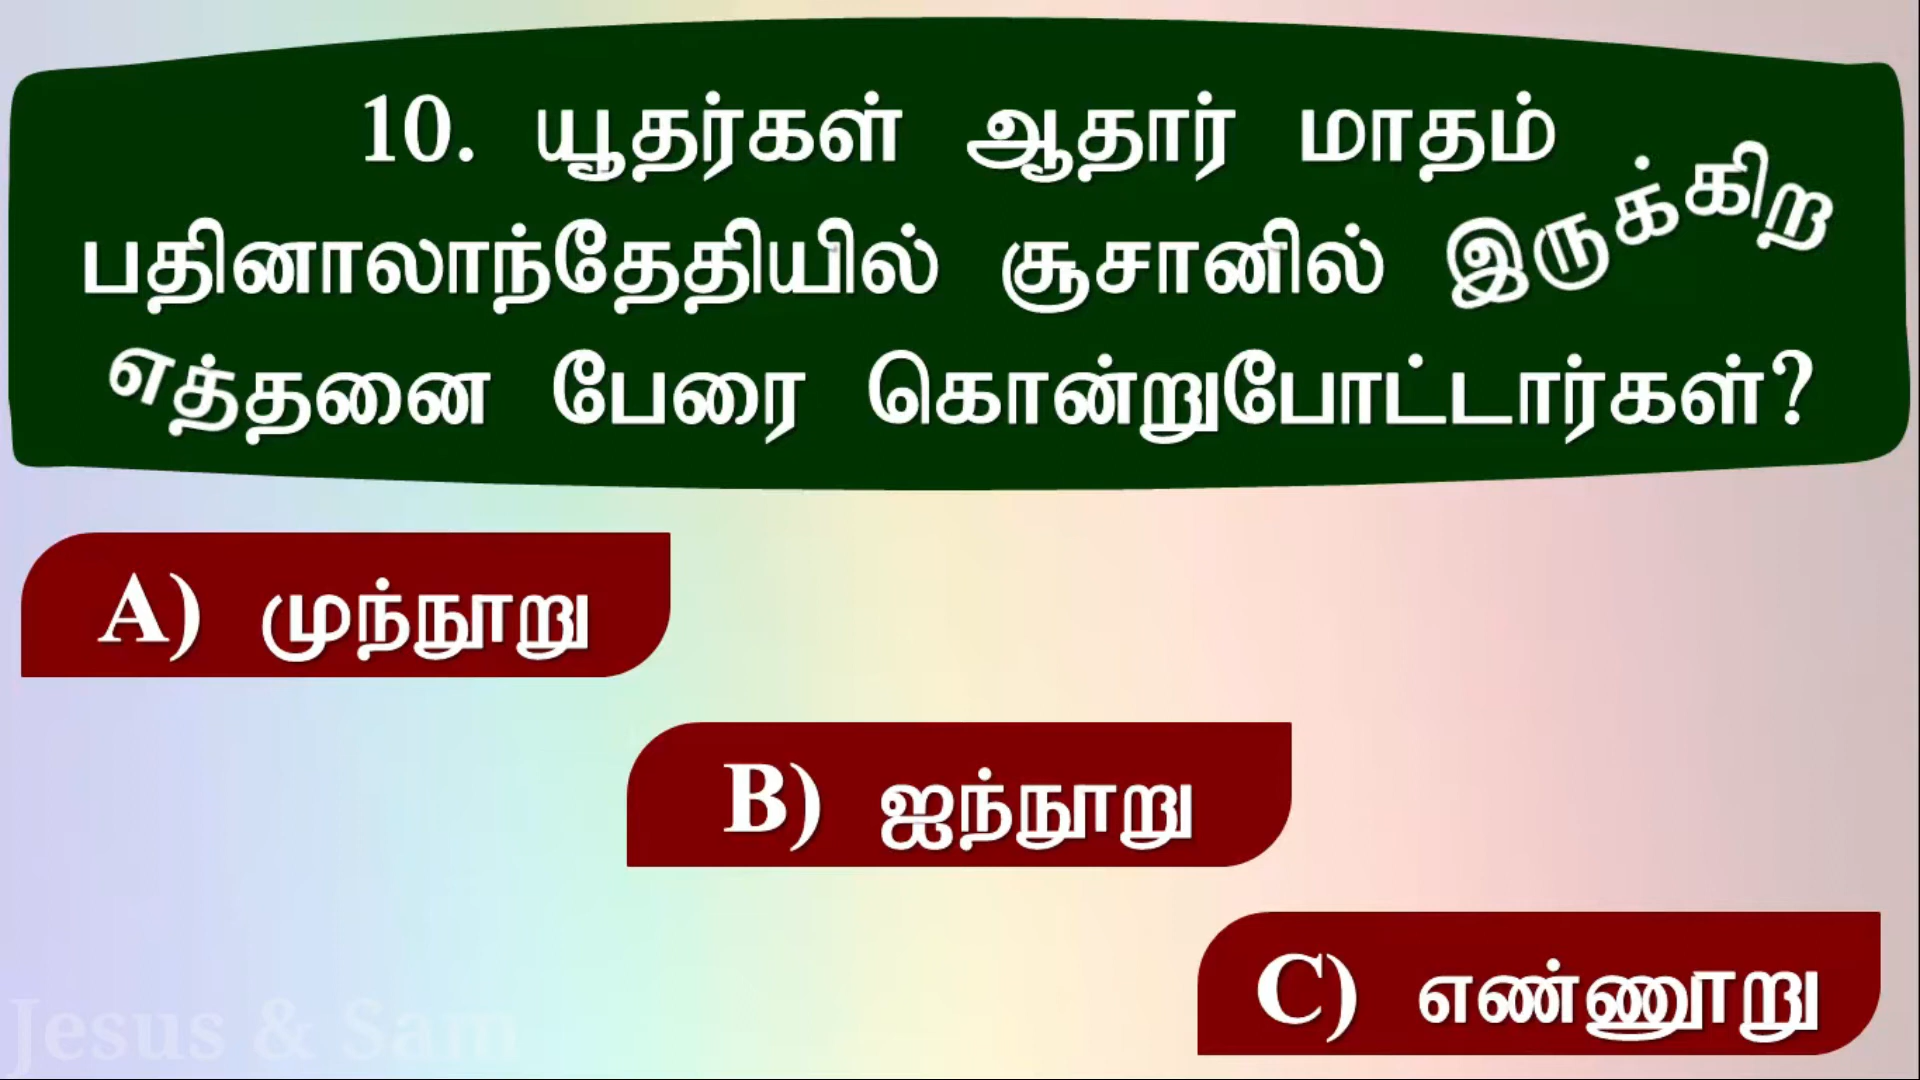 10. யூதர்கள் ஆதார் மாதம்
பதினாலாந்தேதியில் சூசானில் இருக்கிற
எத்தனை பேரை கொன்றுபோட்டார்கள்?
A) முந்நூறு
B) ஐந்நூறு
C) எண்ணூறு
Jesus & Sam